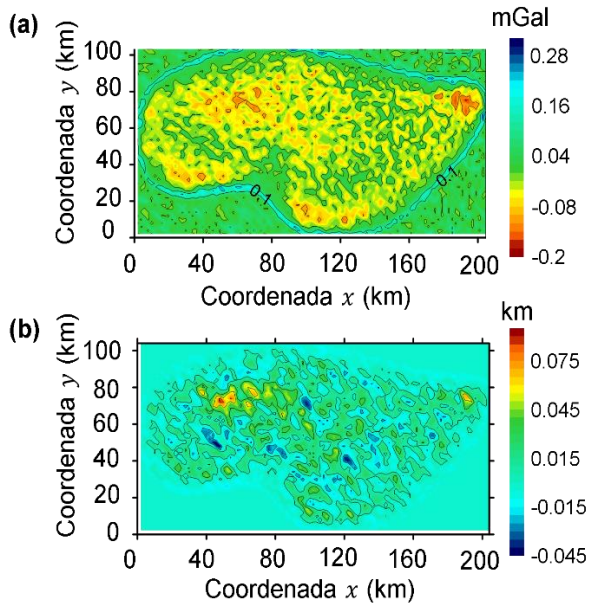 (a)
mGal
Coordenada y (km)
100
80
60
40
20
0
0.1
0 40 80 120 160 200
Coordenada x (km)
0.28
0.16
0.04
-0.08
-0.2
(b)
km
Coordenada y (km)
100
80
60
40
20
0
0 40 80 120 160 200
Coordenada x (km)
0.075
0.045
0.015
-0.015
-0.045